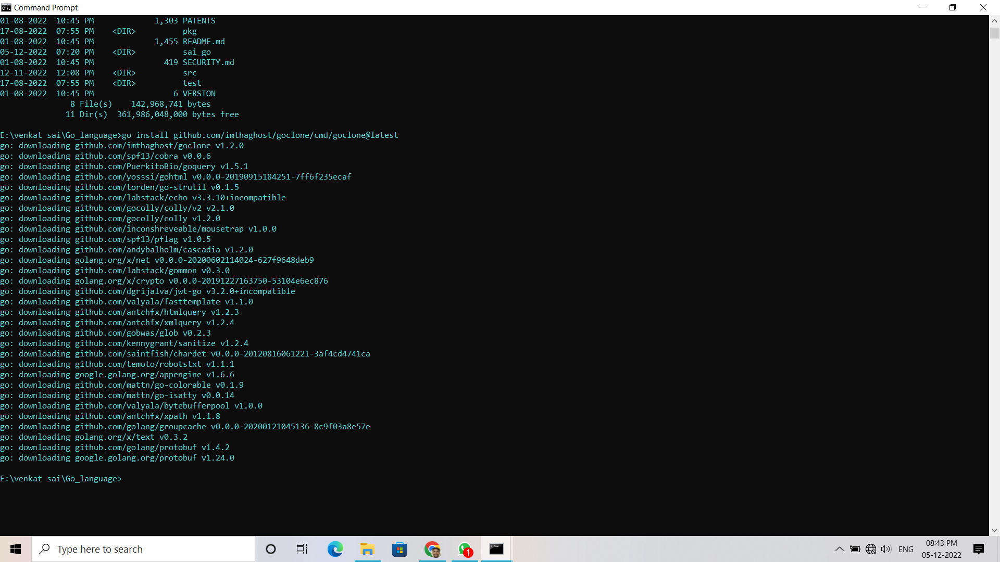 Command Prompt
01-08-2022  10:45 PM             1,303 PATENTS
17-08-2022  07:55 PM    <DIR>          pkg
01-08-2022  10:45 PM             1,455 README.md
05-12-2022  07:20 PM    <DIR>          sai_go
01-08-2022  10:45 PM               419 SECURITY.md
12-11-2022  12:08 PM    <DIR>          src
17-08-2022  07:55 PM    <DIR>          test
01-08-2022  10:45 PM                 6 VERSION
8 File(s)    142,968,741 bytes
11 Dir(s)  361,986,048,000 bytes free
E:\venkat sai\Go_language>go install github.com/imthaghost/goclone/cmd/goclone@latest
go: downloading github.com/imthaghost/goclone v1.2.0
go: downloading github.com/spf13/cobra v0.0.6
go: downloading github.com/PuerkitoBio/goquery v1.5.1
go: downloading github.com/yosssi/gohtml v0.0.0-20190915184251-7ff6f235ecaf
go: downloading github.com/torden/go-strutil v0.1.5
go: downloading github.com/labstack/echo v3.3.10+incompatible
go: downloading github.com/gocolly/colly/v2 v2.1.0
go: downloading github.com/gocolly/colly v1.2.0
go: downloading github.com/inconshreveable/mousetrap v1.0.0
go: downloading github.com/spf13/pflag v1.0.5
go: downloading github.com/andybalholm/cascadia v1.2.0
go: downloading golang.org/x/net v0.0.0-20200602114024-627f9648deb9
go: downloading github.com/labstack/gommon v0.3.0
go: downloading golang.org/x/crypto v0.0.0-20191227163750-53104e6ec876
go: downloading github.com/dgrijalva/jwt-go v3.2.0+incompatible
go: downloading github.com/valyala/fasttemplate v1.1.0
go: downloading github.com/antchfx/htmlquery v1.2.3
go: downloading github.com/antchfx/xmlquery v1.2.4
go: downloading github.com/gobwas/glob v0.2.3
go: downloading github.com/kennygrant/sanitize v1.2.4
go: downloading github.com/saintfish/chardet v0.0.0-20120816061221-3af4cd4741ca
go: downloading github.com/temoto/robotstxt v1.1.1
go: downloading google.golang.org/appengine v1.6.6
go: downloading github.com/mattn/go-colorable v0.1.9
go: downloading github.com/mattn/go-isatty v0.0.14
go: downloading github.com/valyala/bytebufferpool v1.0.0
go: downloading github.com/antchfx/xpath v1.1.8
go: downloading github.com/golang/groupcache v0.0.0-20200121045136-8c9f03a8e57e
go: downloading golang.org/x/text v0.3.2
go: downloading github.com/golang/protobuf v1.4.2
go: downloading google.golang.org/protobuf v1.24.0
E:\venkat sai\Go_language>
Type here to search
1
ENG
08:43 PM
05-12-2022